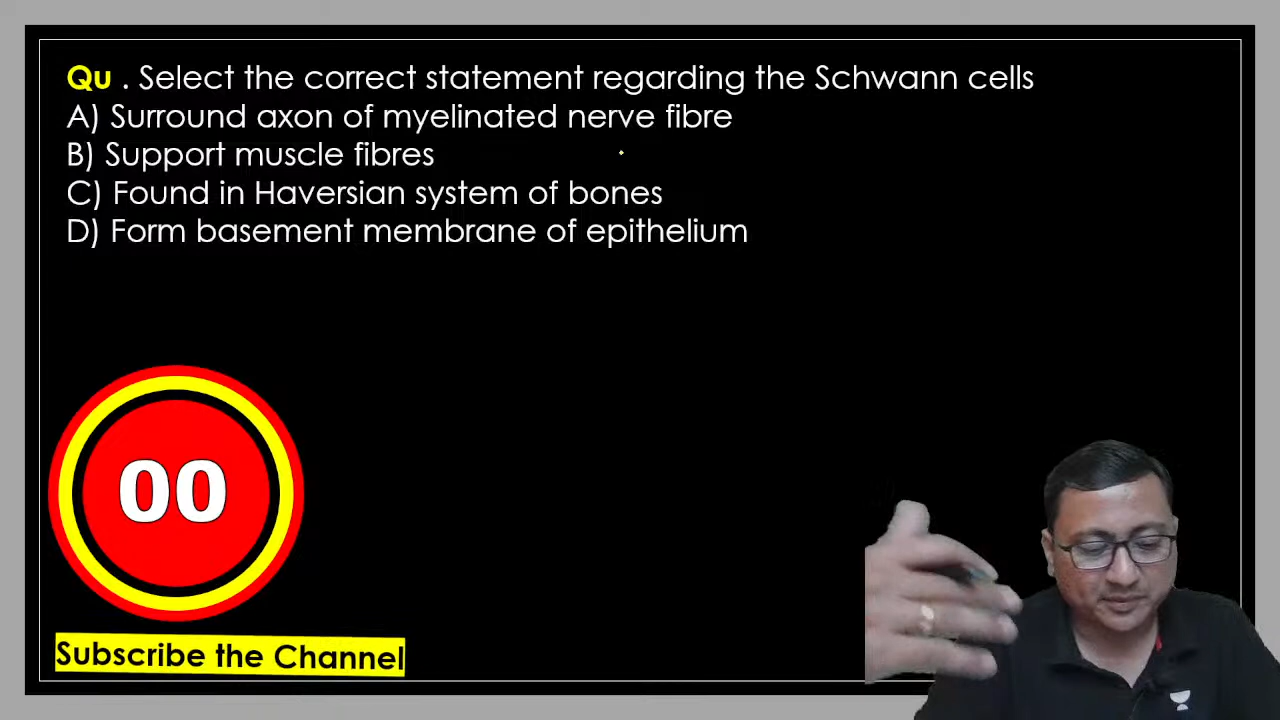 Qu . Select the correct statement regarding the Schwann cells
A) Surround axon of myelinated nerve fibre
B) Support muscle fibres
C) Found in Haversian system of bones
D) Form basement membrane of epithelium
00
Subscribe the Channel